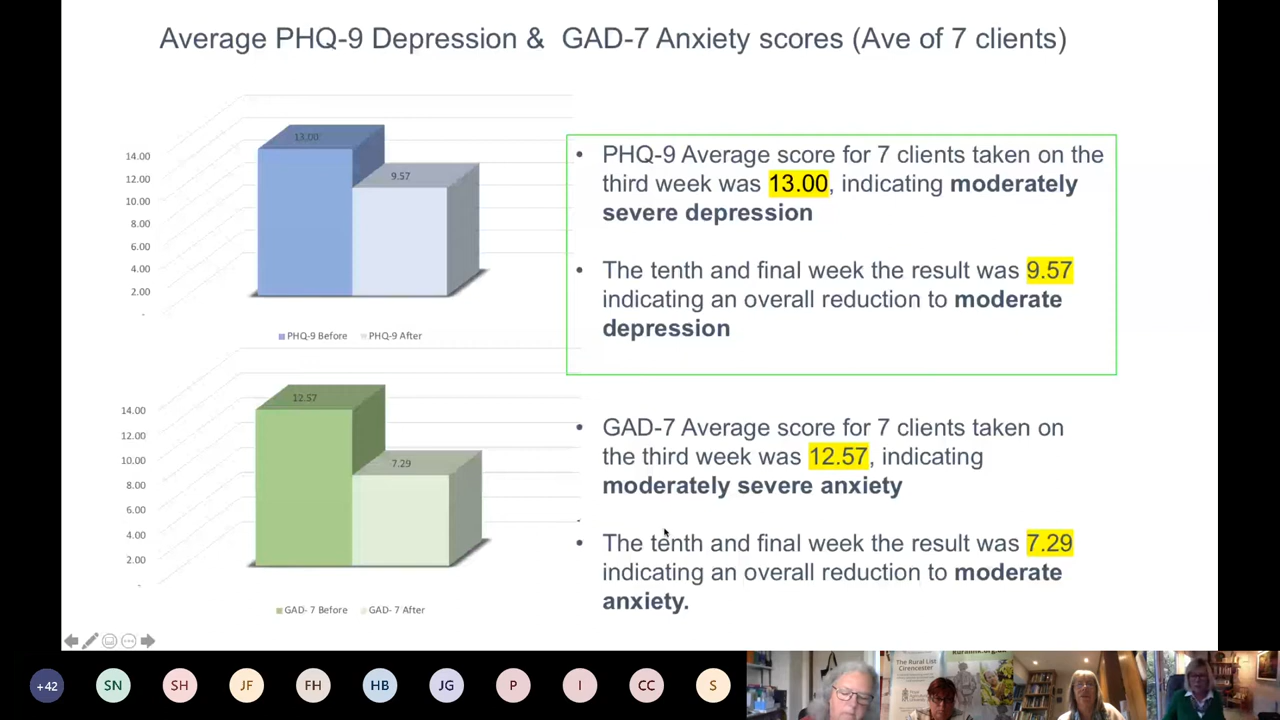 Average PHQ-9 Depression & GAD-7 Anxiety scores (Ave of 7 clients)
13.00
9.57
14.00
12.00
10.00
8.00
6.00
4.00
2.00
-
PHQ-9 Before PHQ-9 After
• PHQ-9 Average score for 7 clients taken on the
third week was 13.00, indicating moderately
severe depression
• The tenth and final week the result was 9.57
indicating an overall reduction to moderate
depression
12.57
7.29
14.00
12.00
10.00
8.00
6.00
4.00
2.00
-
GAD- 7 Before GAD- 7 After
• GAD-7 Average score for 7 clients taken on
the third week was 12.57, indicating
moderately severe anxiety
• The tenth and final week the result was 7.29
indicating an overall reduction to moderate
anxiety.
+42 SN SH JF FH HB JG P I CC S
The Rural List
Cirencester